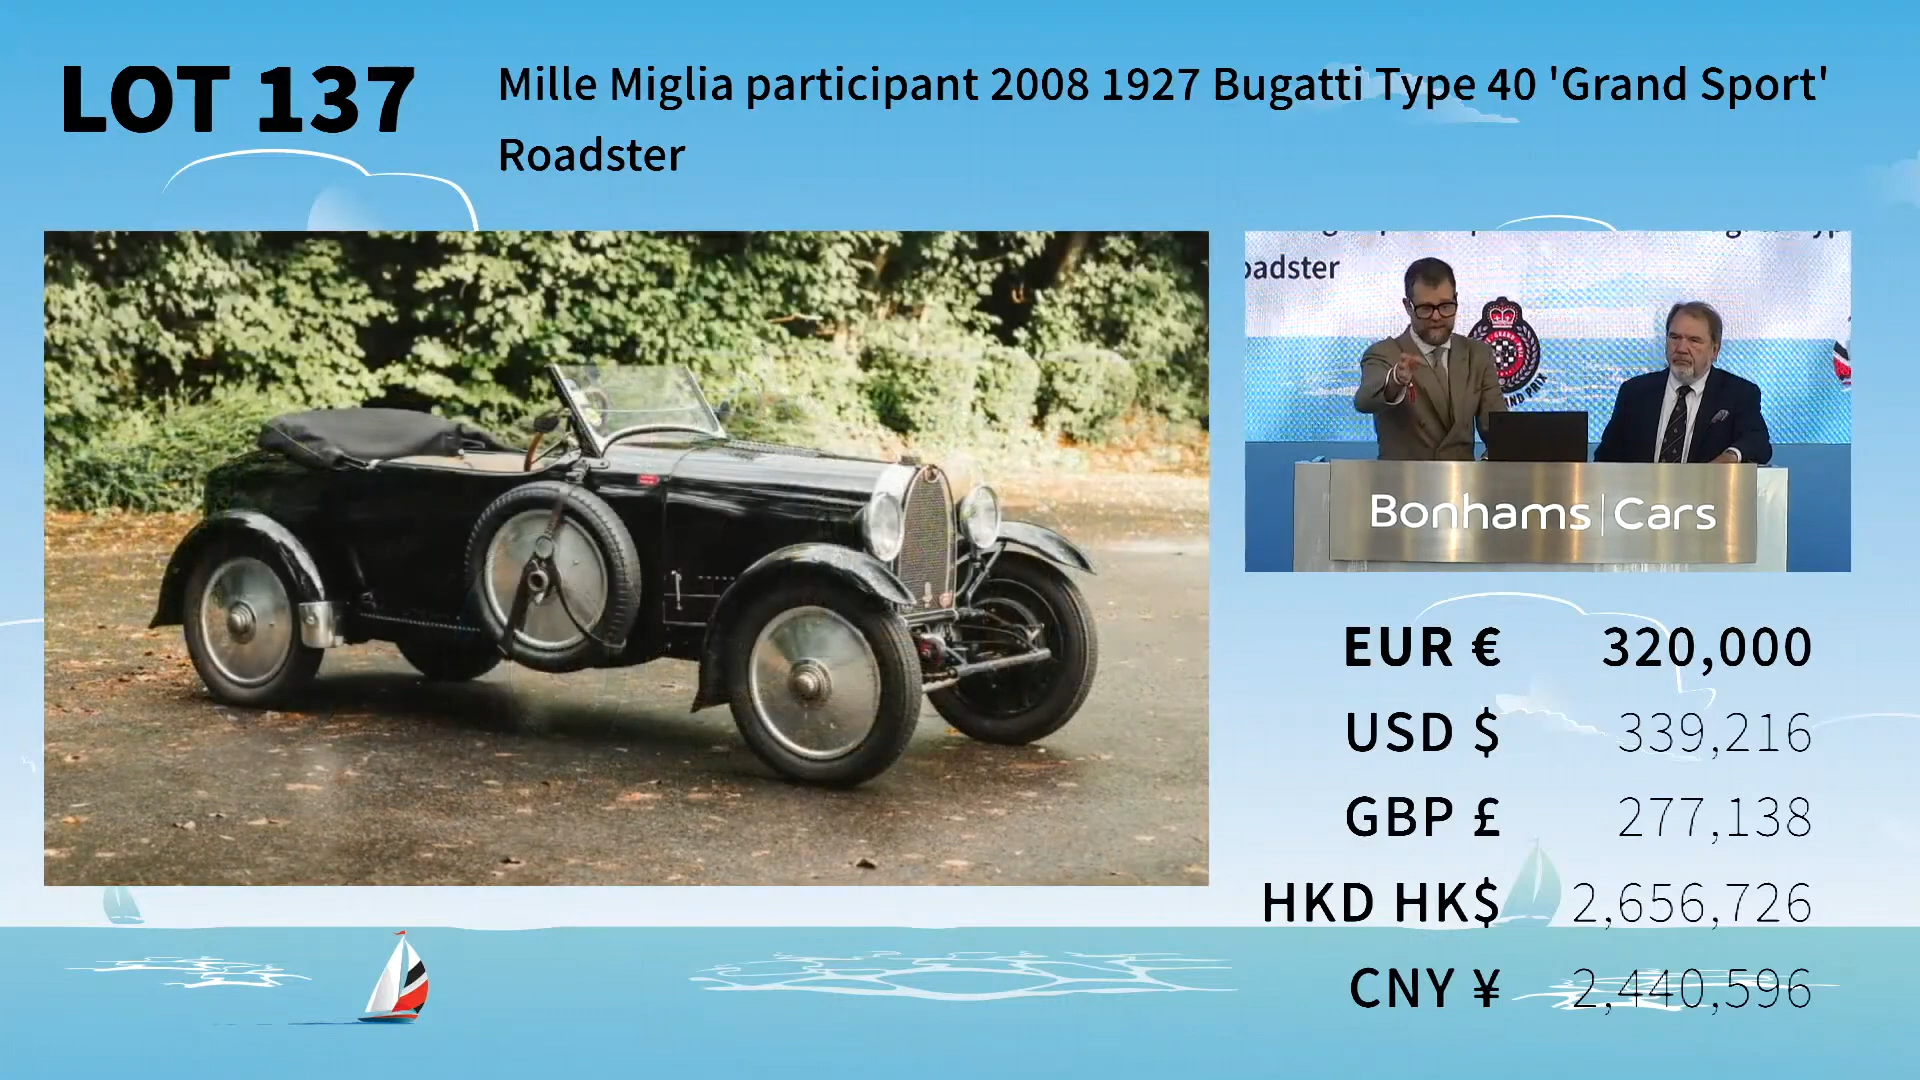 LOT 137
Mille Miglia participant 2008 1927 Bugatti Type 40 'Grand Sport'
Roadster
oadster
Bonhams|Cars
EUR € 320,000
USD $ 339,216
GBP £ 277,138
HKD HK$ 2,656,726
CNY ¥ 2,440,596